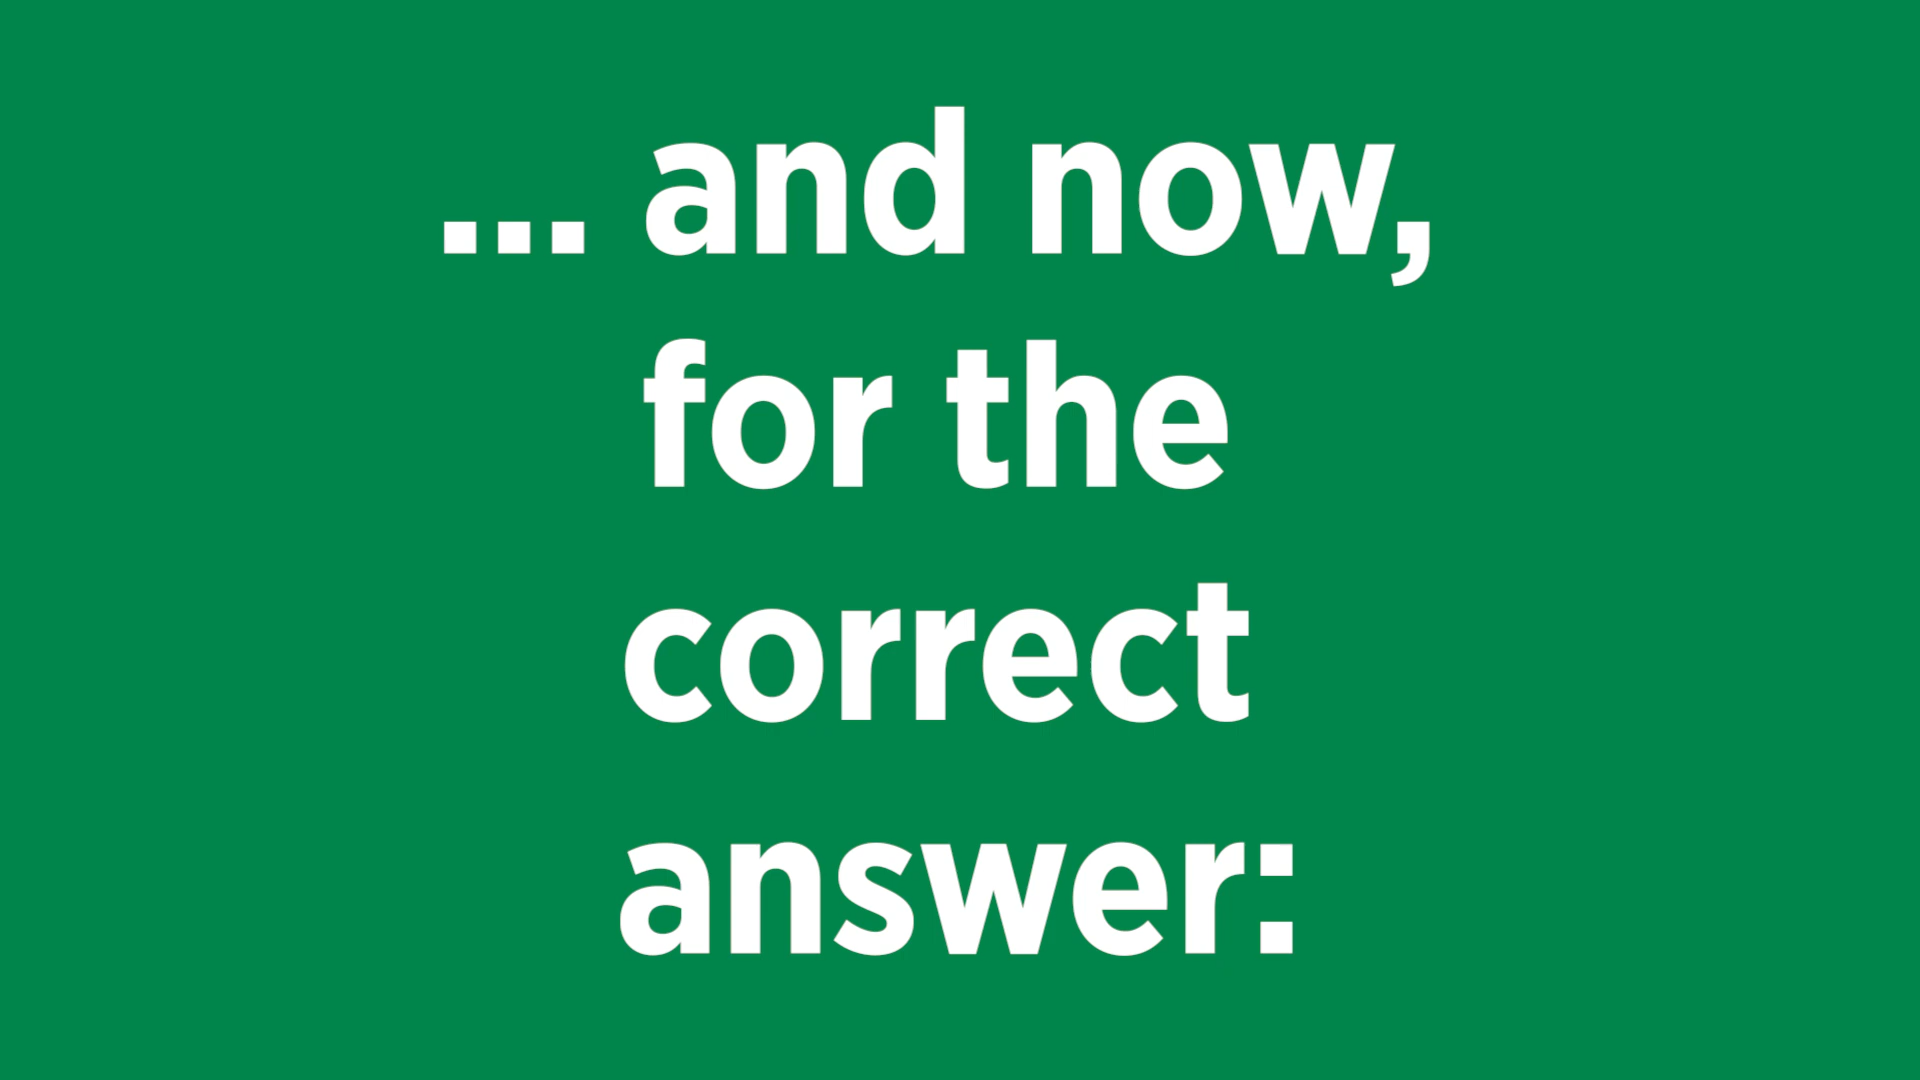 ... and now,
for the
correct
answer: